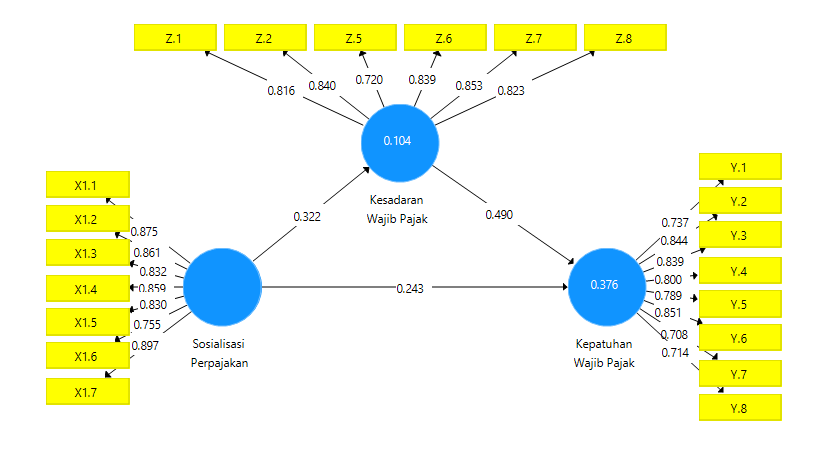 Z.1
Z.2
Z.5
Z.6
Z.7
Z.8
0.816
0.840
0.720
0.839
0.853
0.823
0.104
Kesadaran
Wajib Pajak
X1.1
X1.2
X1.3
X1.4
X1.5
X1.6
X1.7
0.875
0.861
0.832
0.859
0.830
0.755
0.897
Sosialisasi
Perpajakan
0.322
0.490
0.243
0.376
Kepatuhan
Wajib Pajak
0.737
0.844
0.839
0.800
0.789
0.851
0.708
0.714
Y.1
Y.2
Y.3
Y.4
Y.5
Y.6
Y.7
Y.8